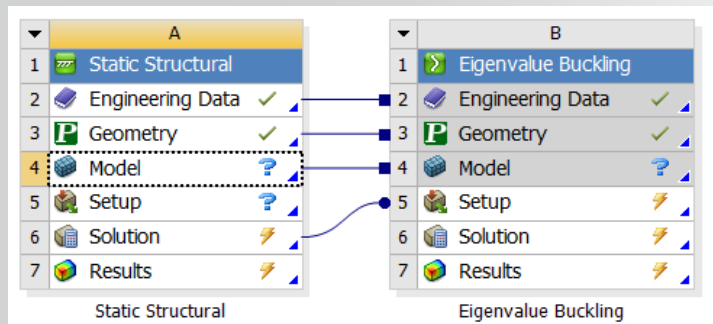 A
1 Static Structural
2 Engineering Data
3 P Geometry
4 Model ?
5 Setup ?
6 Solution
7 Results
Static Structural
B
1 Eigenvalue Buckling
2 Engineering Data
3 P Geometry
4 Model ?
5 Setup
6 Solution
7 Results
Eigenvalue Buckling